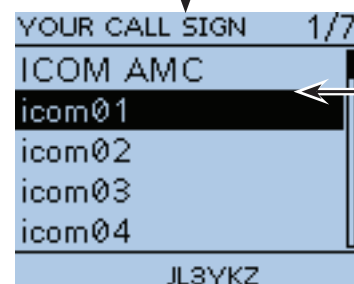 YOUR CALL SIGN 1/7
ICOM AMC
icom01
icom02
icom03
icom04
JL3YKZ